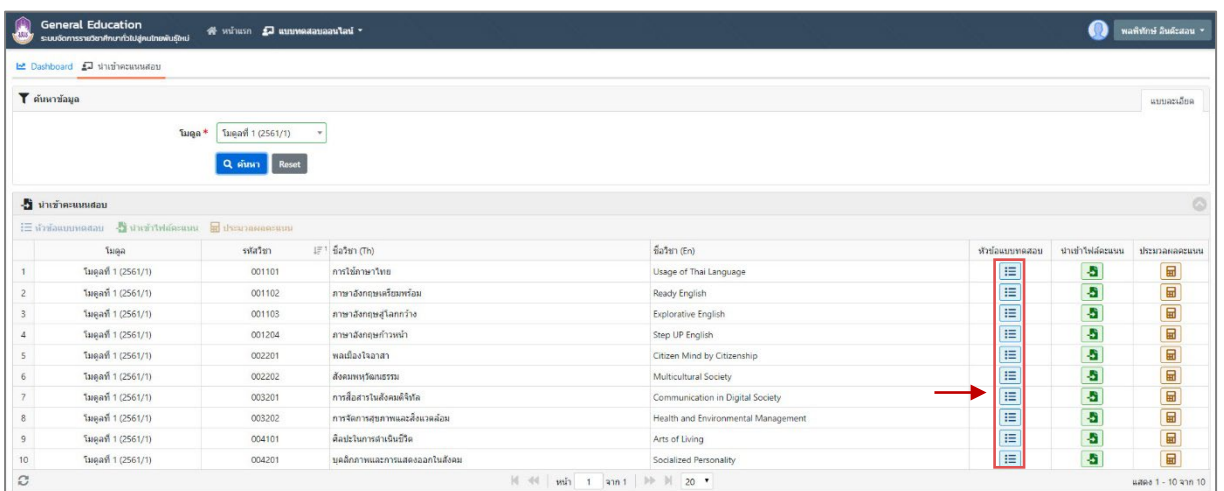 General Education
ระบบจัดการรายวิชาศึกษาทั่วไปสู่คนไทยพันธุ์ใหม่
หน้าแรก แบบทดสอบออนไลน์
พลพิทักษ์ อินต๊ะสอน
Dashboard นำเข้าคะแนนสอบ
ค้นหาข้อมูล
แบบละเอียด
โมดูล * โมดูลที่ 1 (2561/1)
ค้นหา Reset
นำเข้าคะแนนสอบ
หัวข้อแบบทดสอบ นำเข้าไฟล์คะแนน ประมวลผลคะแนน
โมดูล รหัสวิชา 1 ชื่อวิชา (Th) ชื่อวิชา (En) หัวข้อแบบทดสอบ นำเข้าไฟล์คะแนน ประมวลผลคะแนน
1 โมดูลที่ 1 (2561/1) 001101 การใช้ภาษาไทย Usage of Thai Language
2 โมดูลที่ 1 (2561/1) 001102 ภาษาอังกฤษเตรียมพร้อม Ready English
3 โมดูลที่ 1 (2561/1) 001103 ภาษาอังกฤษสู่โลกกว้าง Explorative English
4 โมดูลที่ 1 (2561/1) 001204 ภาษาอังกฤษก้าวหน้า Step UP English
5 โมดูลที่ 1 (2561/1) 002201 พลเมืองใจอาสา Citizen Mind by Citizenship
6 โมดูลที่ 1 (2561/1) 002202 สังคมพหุวัฒนธรรม Multicultural Society
7 โมดูลที่ 1 (2561/1) 003201 การสื่อสารในสังคมดิจิทัล Communication in Digital Society
8 โมดูลที่ 1 (2561/1) 003202 การจัดการสุขภาพและสิ่งแวดล้อม Health and Environmental Management
9 โมดูลที่ 1 (2561/1) 004101 ศิลปะในการดำเนินชีวิต Arts of Living
10 โมดูลที่ 1 (2561/1) 004201 บุคลิกภาพและการแสดงออกในสังคม Socialized Personality
หน้า 1 จาก 1 20 แสดง 1 - 10 จาก 10